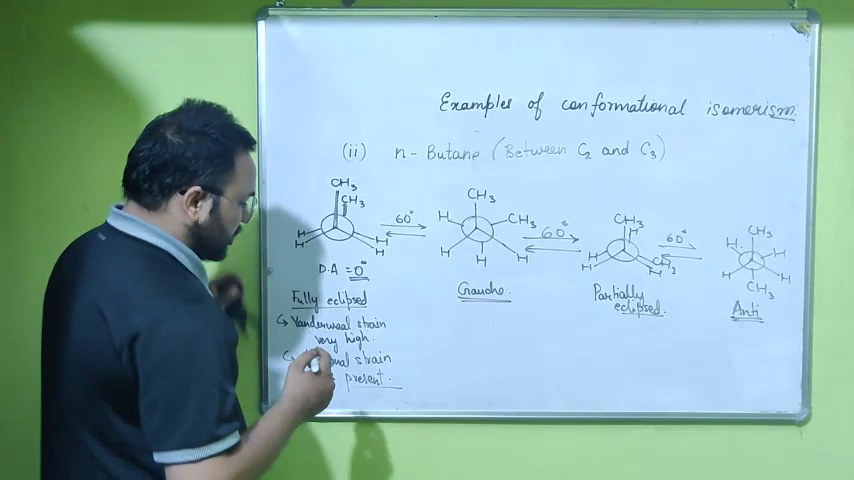 Examples of conformational isomerism.
(ii) n-Butane (Between C2 and C3)
CH3
CH3
H H H H
60°
CH3
H CH3
H H H
60°
CH3
H
H H H CH3
60°
CH3
H H
H H
CH3
D.A = 0°
Fully eclipsed
Gauche
Partially
eclipsed.
Anti
Vanderwaal strain
very high.
strain
present.